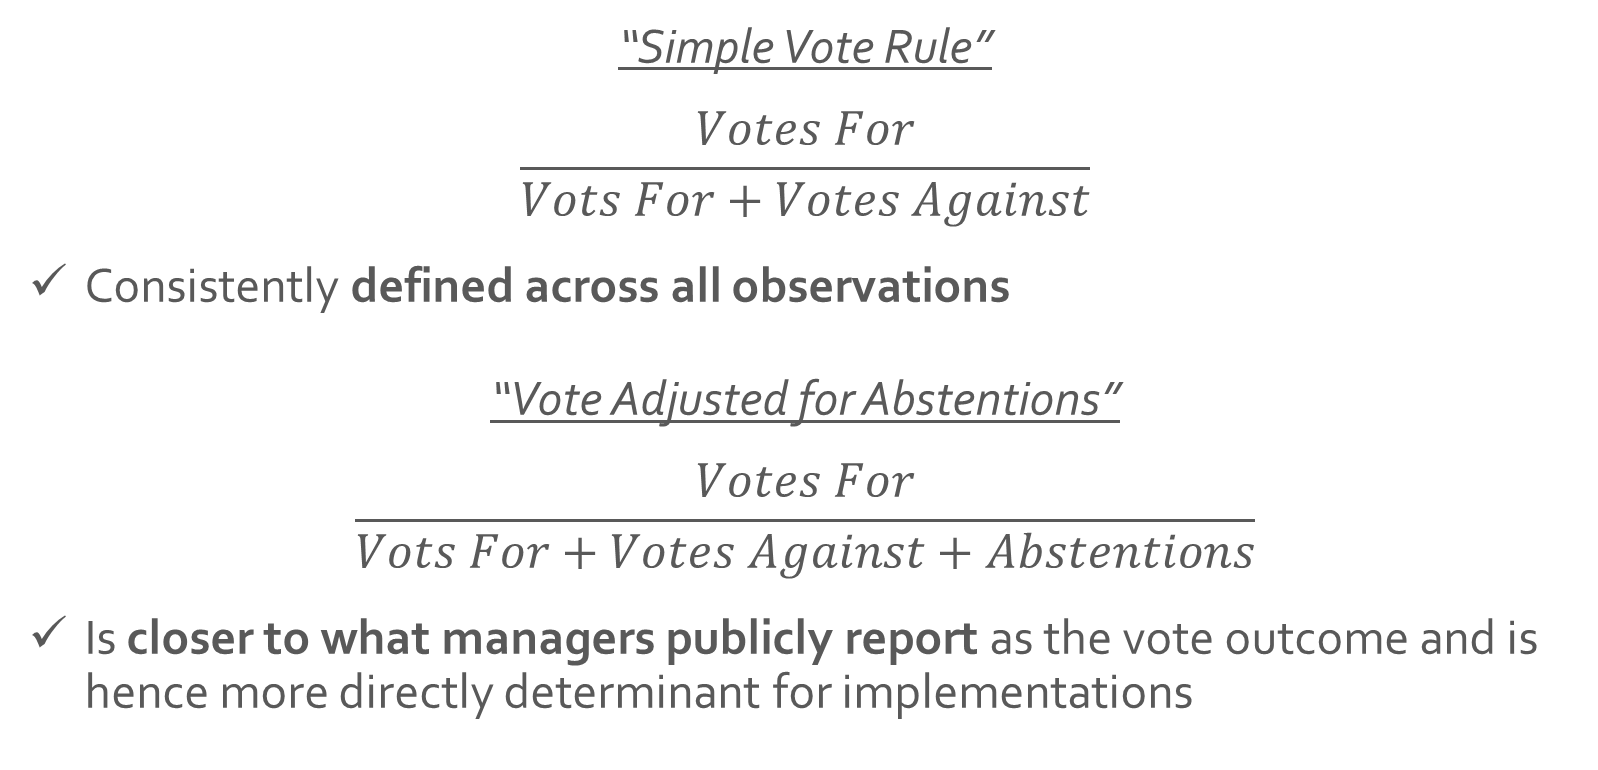 “Simple Vote Rule”
Votes For
Vots For + Votes Against
✓ Consistently defined across all observations
“Vote Adjusted for Abstentions”
Votes For
Vots For + Votes Against + Abstentions
✓ Is closer to what managers publicly report as the vote outcome and is
hence more directly determinant for implementations